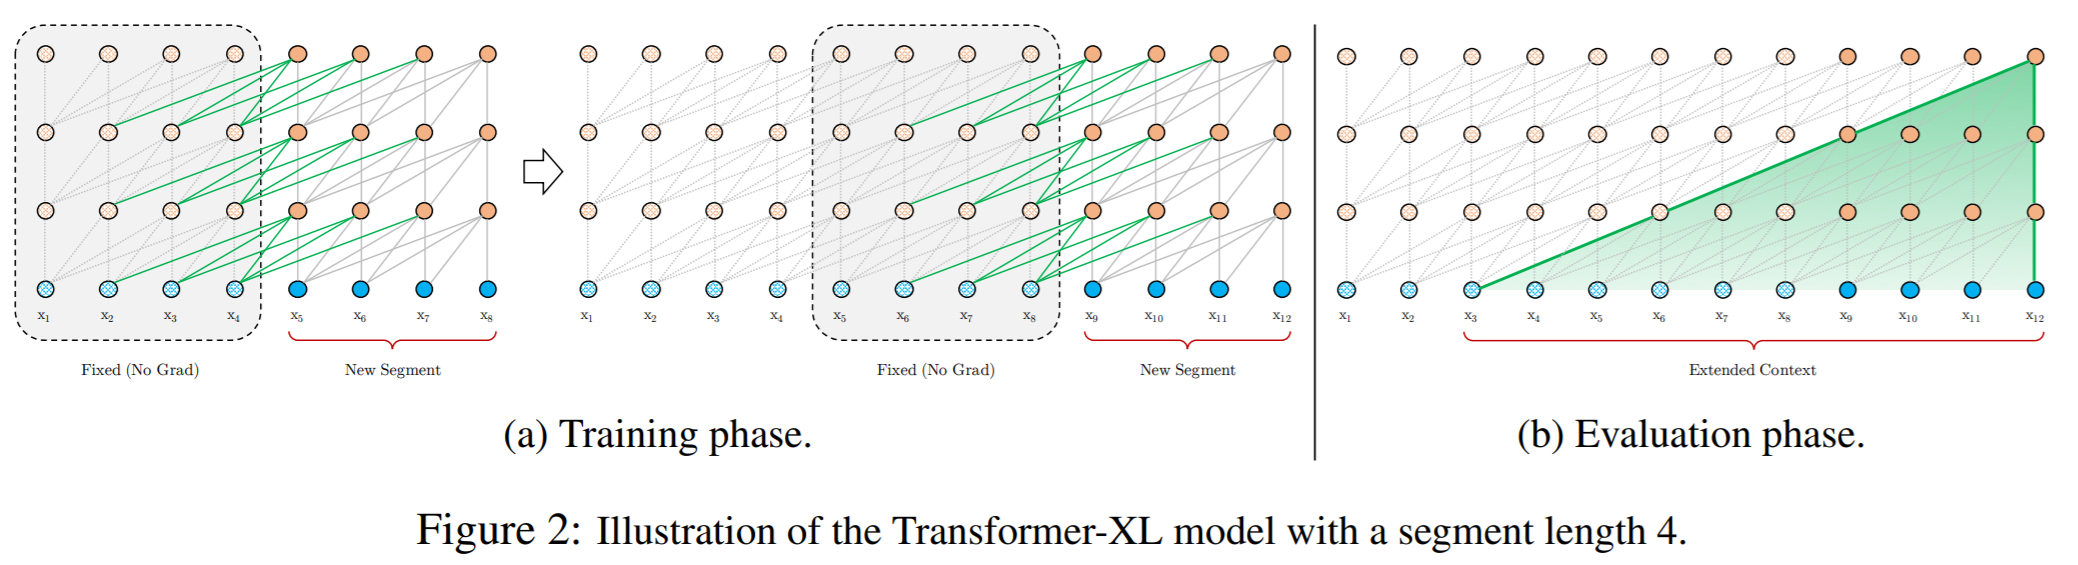 x₁ x₂ x₃ x₄ x₅ x₆ x₇ x₈
Fixed (No Grad) New Segment
x₁ x₂ x₃ x₄ x₅ x₆ x₇ x₈ x₉ x₁₀ x₁₁ x₁₂
Fixed (No Grad) New Segment
(a) Training phase.
x₁ x₂ x₃ x₄ x₅ x₆ x₇ x₈ x₉ x₁₀ x₁₁ x₁₂
Extended Context
(b) Evaluation phase.
Figure 2: Illustration of the Transformer-XL model with a segment length 4.